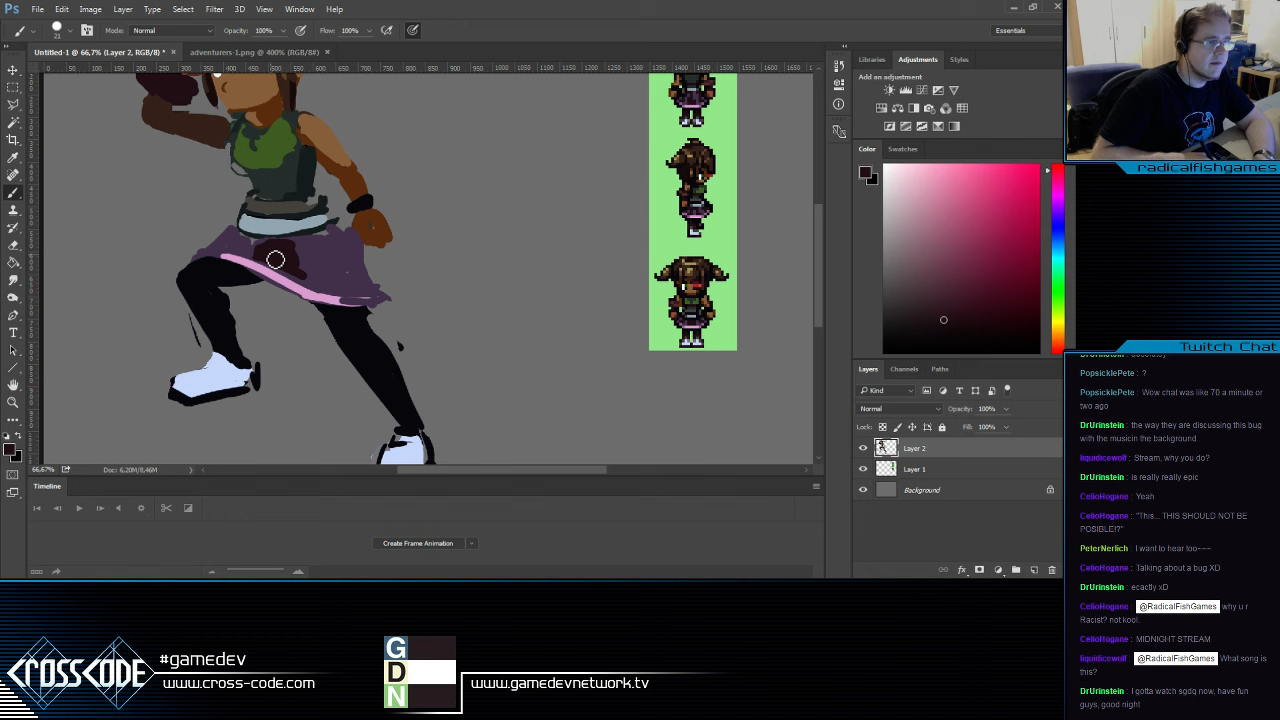 Ps File Edit Image Layer Type Select Filter 3D View Window Help
21 Mode: Normal Opacity: 100% Flow: 100% Essentials
Untitled-1 @ 66,7% (Layer 2, RGB/8) * × adventurers-1.png @ 400% (RGB/8#) ×
Libraries Adjustments Styles
Add an adjustment
Color Swatches
radicalfishgames
Twitch Chat
Layers Channels Paths
Kind
Normal Opacity: 100%
Lock: Fill: 100%
Layer 2
Layer 1
Background
66,67% Doc: 6,20M/8,46M
Timeline
Create Frame Animation
PopsicklePete : ?
PopsicklePete : Wow chat was like 70 a minute or
two ago
DrUrinstein : the way they are discussing this bug
with the musicin the background
liquidicewolf : Stream, why you do?
DrUrinstein : is really really epic
CelioHogane : Yeah
CelioHogane : "This... THIS SHOULD NOT BE
POSIBLE!?"
PeterNerlich : I want to hear too~~~
CelioHogane : Talking about a bug XD
DrUrinstein : ecactly xD
CelioHogane : @RadicalFishGames why u r
Racist? not kool.
CelioHogane : MIDNIGHT STREAM
liquidicewolf : @RadicalFishGames What song is
this?
DrUrinstein : I gotta watch sgdq now, have fun
guys, good night
CROSSCODE
#gamedev
www.cross-code.com
G
D
N
www.gamedevnetwork.tv